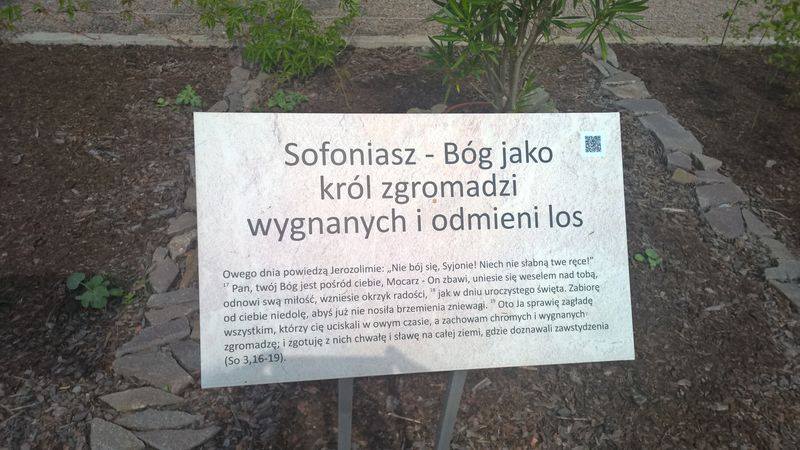 Sofoniasz - Bóg jako
król zgromadzi
wygnanych i odmieni los
Owego dnia powiedzą Jerozolimie: „Nie bój się, Syjonie! Niech nie słabną twe ręce!”
¹⁷ Pan, twój Bóg jest pośród ciebie, Mocarz - On zbawi, uniesie się weselem nad tobą,
odnowi swą miłość, wzniesie okrzyk radości, ¹⁸ jak w dniu uroczystego święta. Zabiorę
od ciebie niedolę, abyś już nie nosiła brzemienia zniewagi. ¹⁹ Oto Ja sprawię zagładę
wszystkim, którzy cię uciskali w owym czasie, a zachowam chromych i wygnanych
zgromadzę; i zgotuję z nich chwałę i sławę na całej ziemi, gdzie doznawali zawstydzenia
(So 3,16-19).